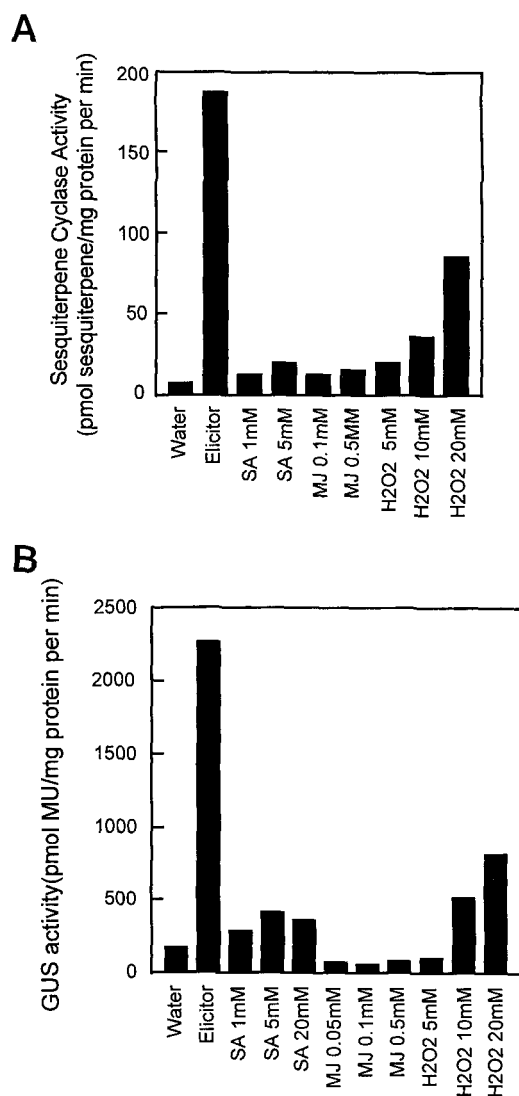 A
Sesquiterpene Cyclase Activity
(pmol sesquiterpene/mg protein per min)
200
150
100
50
0
Water
Elicitor
SA 1mM
SA 5mM
MJ 0.1mM
MJ 0.5MM
H2O2 5mM
H2O2 10mM
H2O2 20mM
B
GUS activity(pmol MU/mg protein per min)
2500
2000
1500
1000
500
0
Water
Elicitor
SA 1mM
SA 5mM
SA 20mM
MJ 0.05mM
MJ 0.1mM
MJ 0.5mM
H2O2 5mM
H2O2 10mM
H2O2 20mM